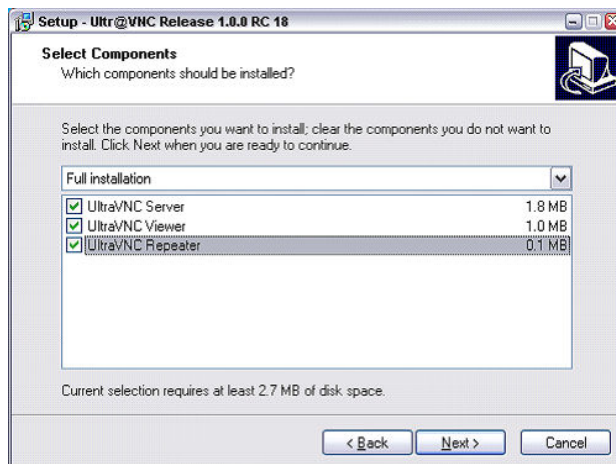 Setup - Ultr@VNC Release 1.0.0 RC 18
Select Components
Which components should be installed?
Select the components you want to install; clear the components you do not want to
install. Click Next when you are ready to continue.
Full installation
UltraVNC Server 1.8 MB
UltraVNC Viewer 1.0 MB
UltraVNC Repeater 0.1 MB
Current selection requires at least 2.7 MB of disk space.
< Back Next > Cancel